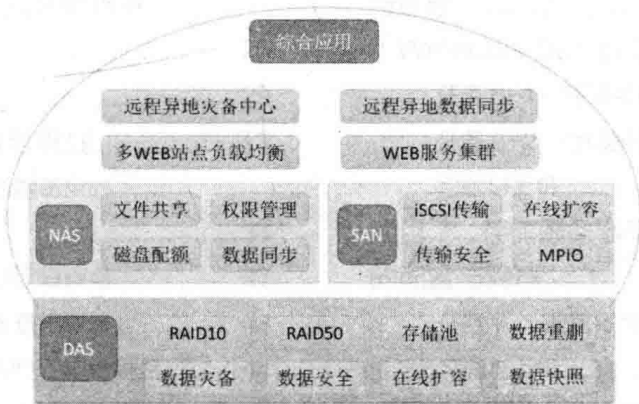 综合应用
远程异地灾备中心 远程异地数据同步
多WEB站点负载均衡 WEB服务集群
NAS 文件共享 权限管理 SAN iSCSI传输 在线扩容
磁盘配额 数据同步 传输安全 MPIO
DAS RAID10 RAID50 存储池 数据重删
数据灾备 数据安全 在线扩容 数据快照